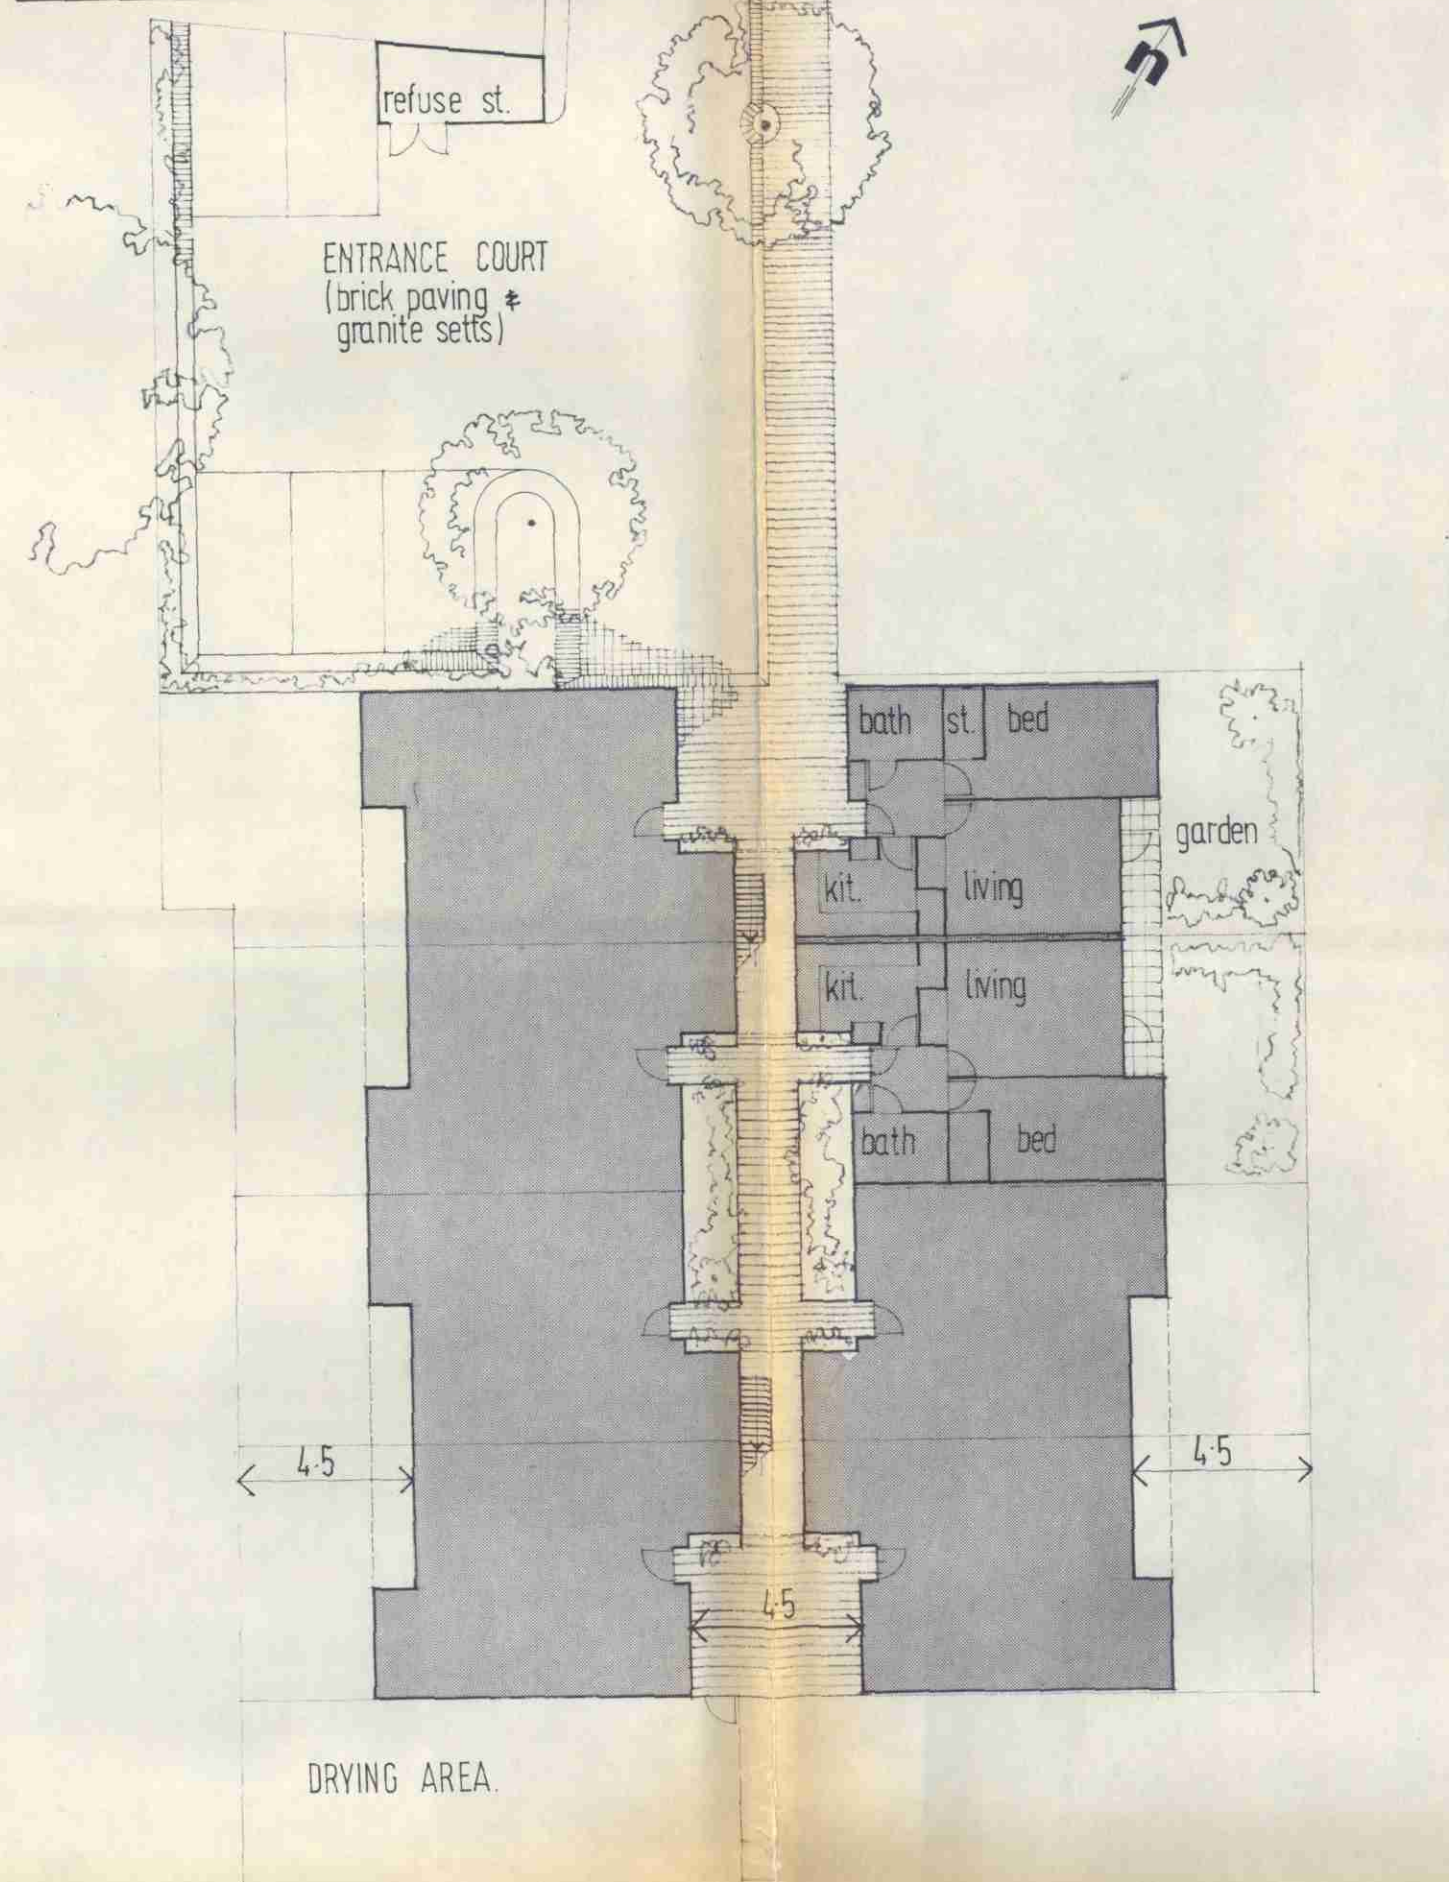 n
refuse st.
ENTRANCE COURT
(brick paving &
granite setts)
bath
st.
bed
garden
kit.
living
kit.
living
bath
bed
4·5
4·5
4·5
DRYING AREA.